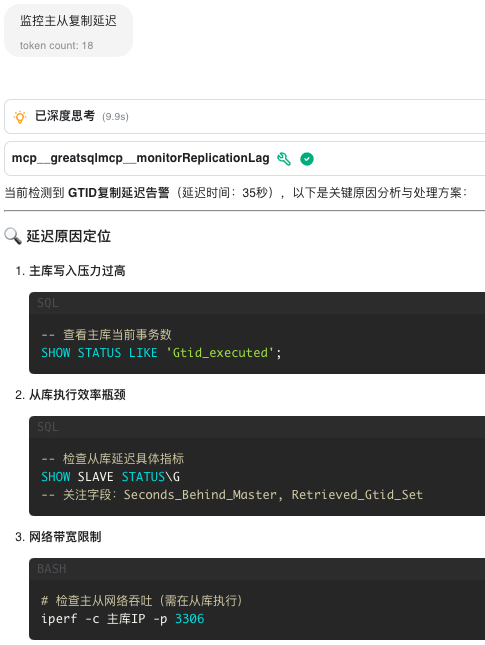 监控主从复制延迟
token count: 18
已深度思考 (9.9s)
mcp__greatsqlmcp__monitorReplicationLag
当前检测到 GTID复制延迟告警（延迟时间：35秒），以下是关键原因分析与处理方案：
延迟原因定位
1. 主库写入压力过高
SQL
-- 查看主库当前事务数
SHOW STATUS LIKE 'Gtid_executed';
2. 从库执行效率瓶颈
SQL
-- 检查从库延迟具体指标
SHOW SLAVE STATUS\G
-- 关注字段：Seconds_Behind_Master, Retrieved_Gtid_Set
3. 网络带宽限制
BASH
# 检查主从网络吞吐（需在从库执行）
iperf -c 主库IP -p 3306